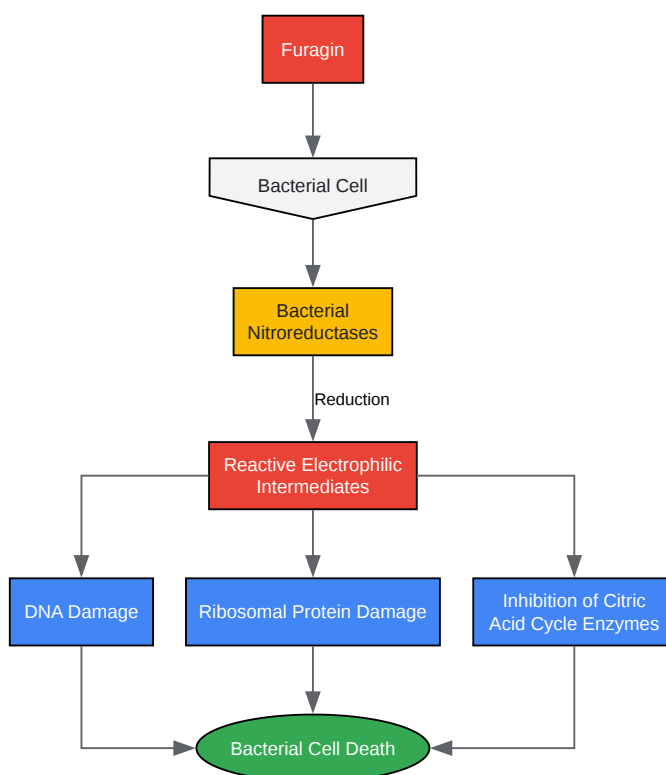 Furagin
Bacterial Cell
Bacterial
Nitroreductases
Reduction
Reactive Electrophilic
Intermediates
DNA Damage
Ribosomal Protein Damage
Inhibition of Citric
Acid Cycle Enzymes
Bacterial Cell Death